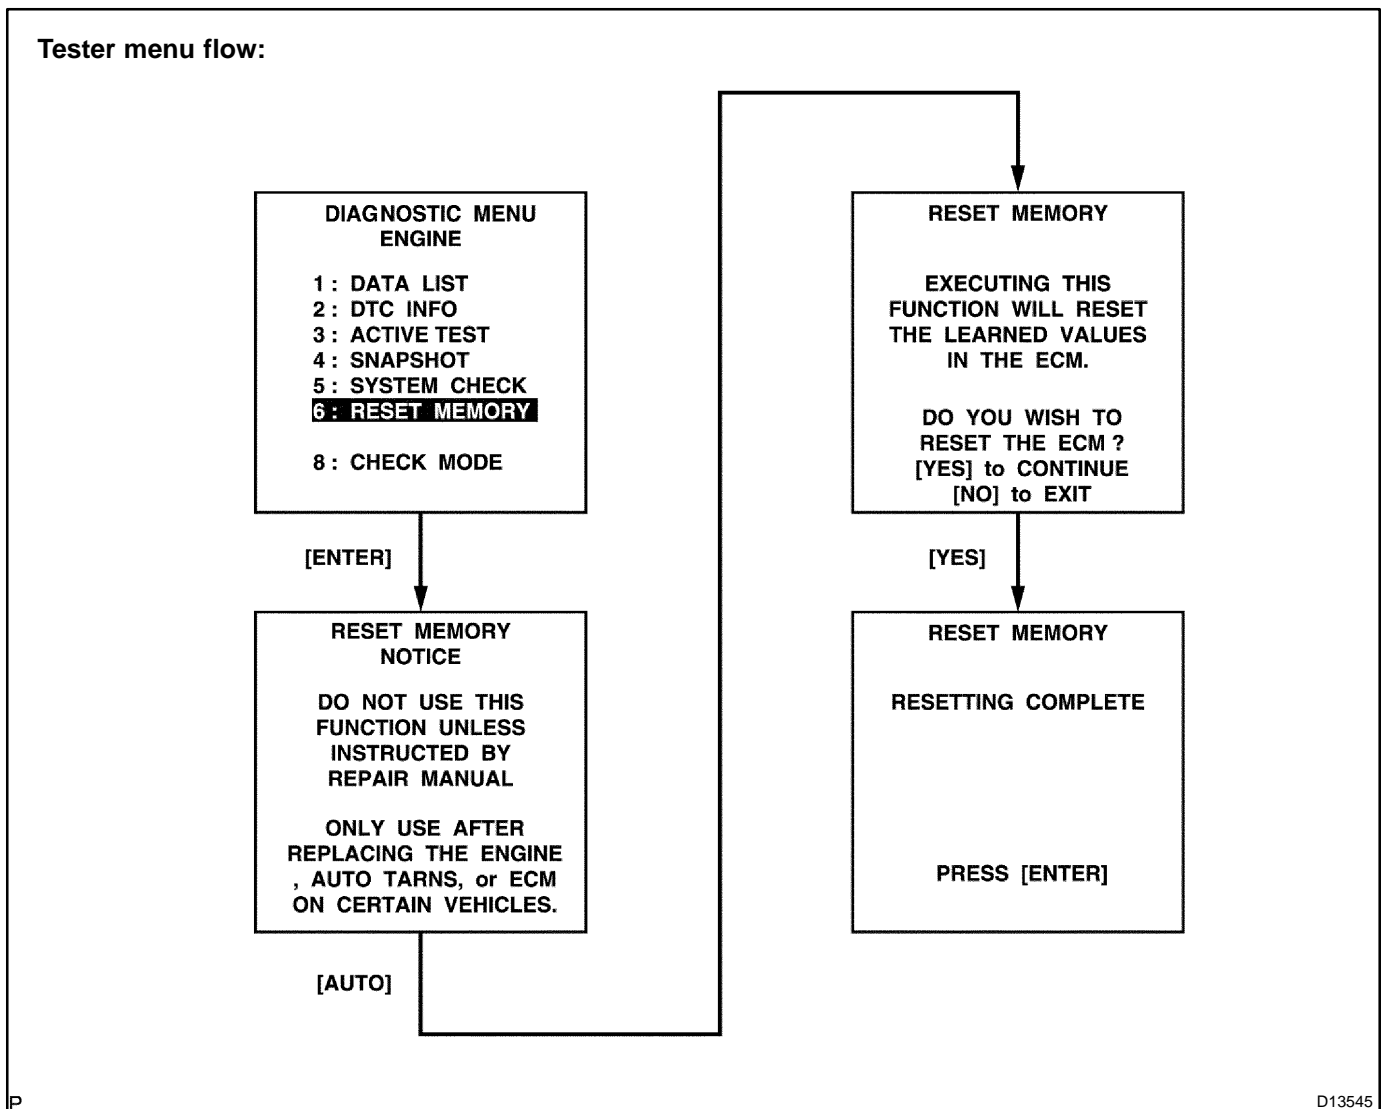 Tester menu flow:
DIAGNOSTIC MENU
ENGINE
1 : DATA LIST
2 : DTC INFO
3 : ACTIVE TEST
4 : SNAPSHOT
5 : SYSTEM CHECK
6 : RESET MEMORY
8 : CHECK MODE
[ENTER]
RESET MEMORY
NOTICE
DO NOT USE THIS
FUNCTION UNLESS
INSTRUCTED BY
REPAIR MANUAL
ONLY USE AFTER
REPLACING THE ENGINE
, AUTO TARNS, or ECM
ON CERTAIN VEHICLES.
[AUTO]
RESET MEMORY
EXECUTING THIS
FUNCTION WILL RESET
THE LEARNED VALUES
IN THE ECM.
DO YOU WISH TO
RESET THE ECM ?
[YES] to CONTINUE
[NO] to EXIT
[YES]
RESET MEMORY
RESETTING COMPLETE
PRESS [ENTER]
P
D13545